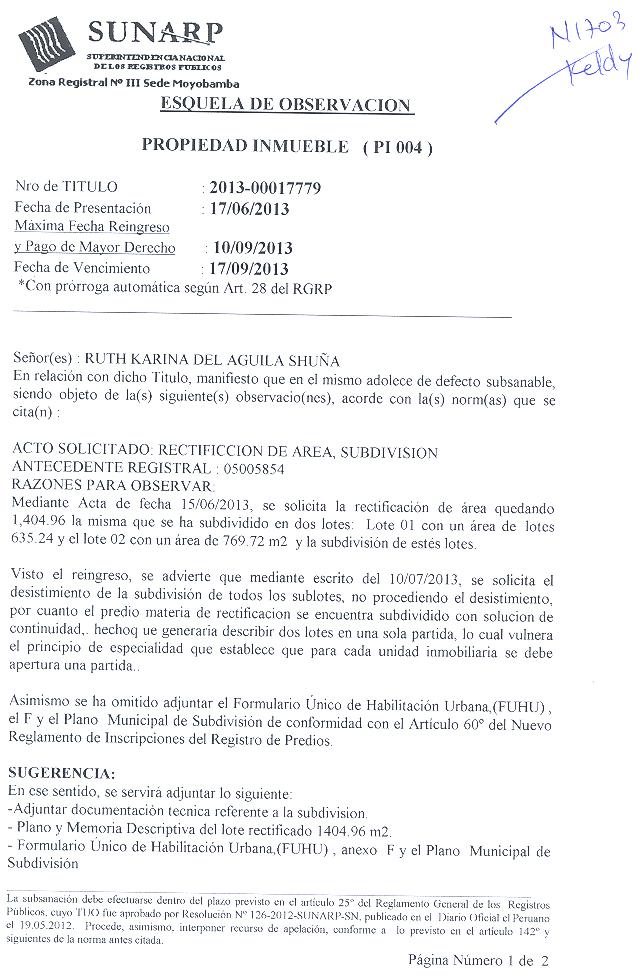 SUNARP
SUPERINTENDENCIA NACIONAL
DE LOS REGISTROS PUBLICOS
Zona Registral Nº III Sede Moyobamba
N1703
Keldy
ESQUELA DE OBSERVACION
PROPIEDAD INMUEBLE ( PI 004 )
Nro de TITULO : 2013-00017779
Fecha de Presentación : 17/06/2013
Máxima Fecha Reingreso
y Pago de Mayor Derecho : 10/09/2013
Fecha de Vencimiento : 17/09/2013
*Con prórroga automática según Art. 28 del RGRP
Señor(es) : RUTH KARINA DEL AGUILA SHUÑA
En relación con dicho Titulo, manifiesto que en el mismo adolece de defecto subsanable,
siendo objeto de la(s) siguiente(s) observacio(nes), acorde con la(s) norm(as) que se
cita(n) :
ACTO SOLICITADO: RECTIFICCION DE AREA, SUBDIVISION
ANTECEDENTE REGISTRAL : 05005854
RAZONES PARA OBSERVAR:
Mediante Acta de fecha 15/06/2013, se solicita la rectificación de área quedando
1,404.96 la misma que se ha subdividido en dos lotes: Lote 01 con un área de lotes
635.24 y el lote 02 con un área de 769.72 m2 y la subdivisión de estés lotes.
Visto el reingreso, se advierte que mediante escrito del 10/07/2013, se solicita el
desistimiento de la subdivisión de todos los sublotes, no procediendo el desistimiento,
por cuanto el predio materia de rectificacion se encuentra subdividido con solucion de
continuidad,. hechoq ue generaria describir dos lotes en una sola partida, lo cual vulnera
el principio de especialidad que establece que para cada unidad inmobiliaria se debe
apertura una partida..
Asimismo se ha omitido adjuntar el Formulario Único de Habilitación Urbana,(FUHU) ,
el F y el Plano Municipal de Subdivisión de conformidad con el Artículo 60º del Nuevo
Reglamento de Inscripciones del Registro de Predios.
SUGERENCIA:
En ese sentido, se servirá adjuntar lo siguiente:
-Adjuntar documentación tecnica referente a la subdivision.
- Plano y Memoria Descriptiva del lote rectificado 1404.96 m2.
- Formulario Único de Habilitación Urbana,(FUHU) , anexo F y el Plano Municipal de
Subdivisión
La subsanación debe efectuarse dentro del plazo previsto en el artículo 25º del Reglamento General de los Registros
Públicos, cuyo TUO fue aprobado por Resolución Nº 126-2012-SUNARP-SN, publicado en el Diario Oficial el Peruano
el 19.05.2012. Procede, asimismo, interponer recurso de apelación, conforme a lo previsto en el artículo 142º y
siguientes de la norma antes citada.
Página Número 1 de 2